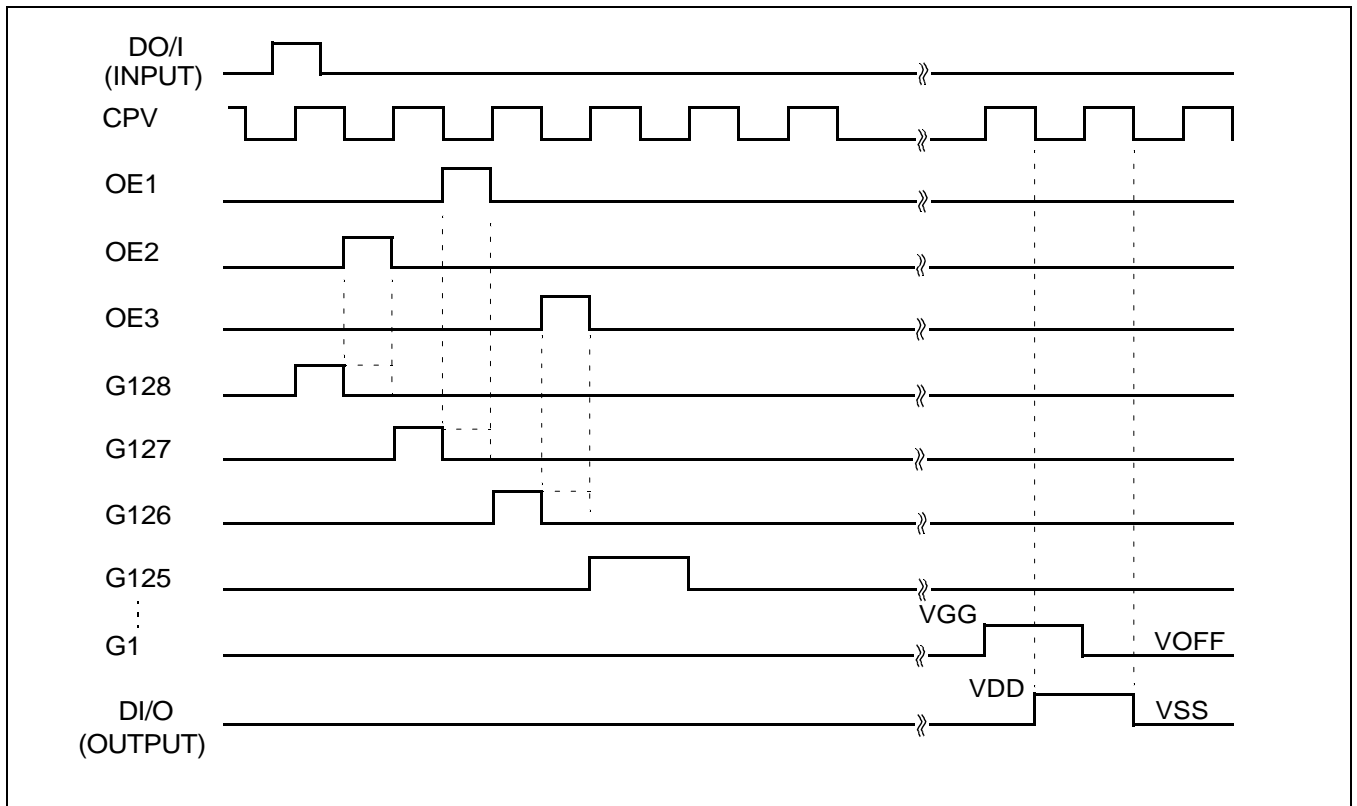 DO/I
(INPUT)
CPV
OE1
OE2
OE3
G128
G127
G126
G125
VGG
G1
VOFF
VDD
DI/O
VSS
(OUTPUT)